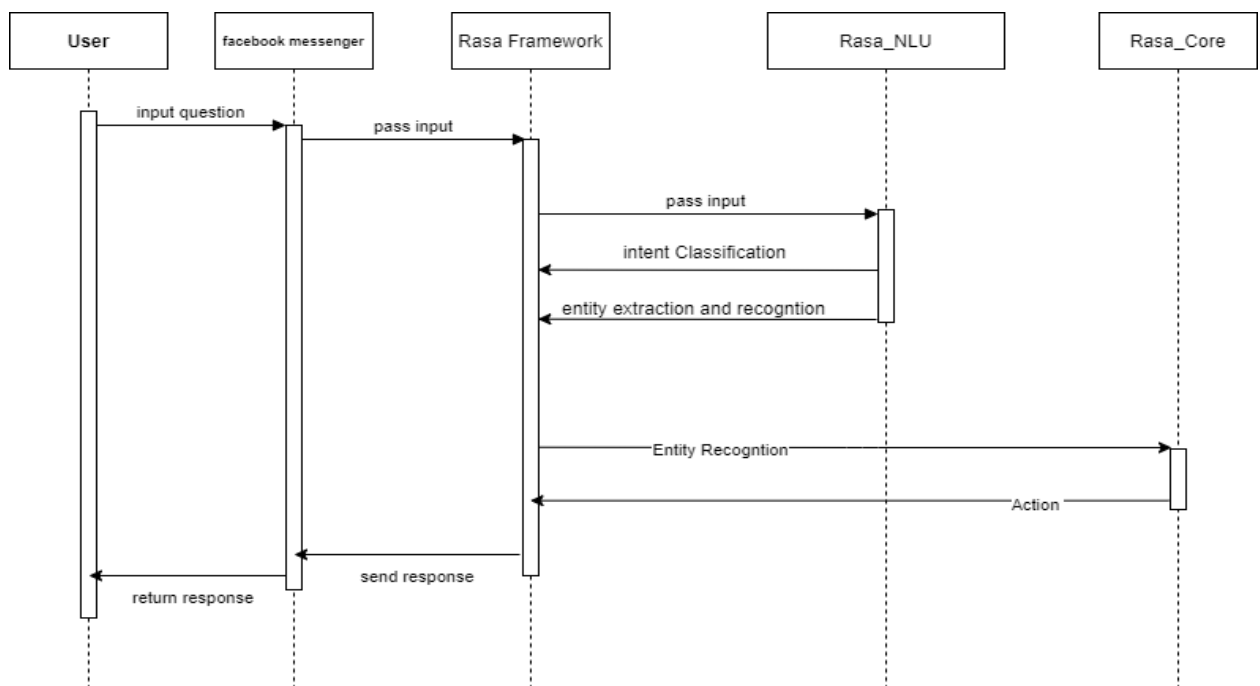 User
facebook messenger
Rasa Framework
Rasa_NLU
Rasa_Core
input question
pass input
pass input
intent Classification
entity extraction and recogntion
Entity Recogntion
Action
send response
return response